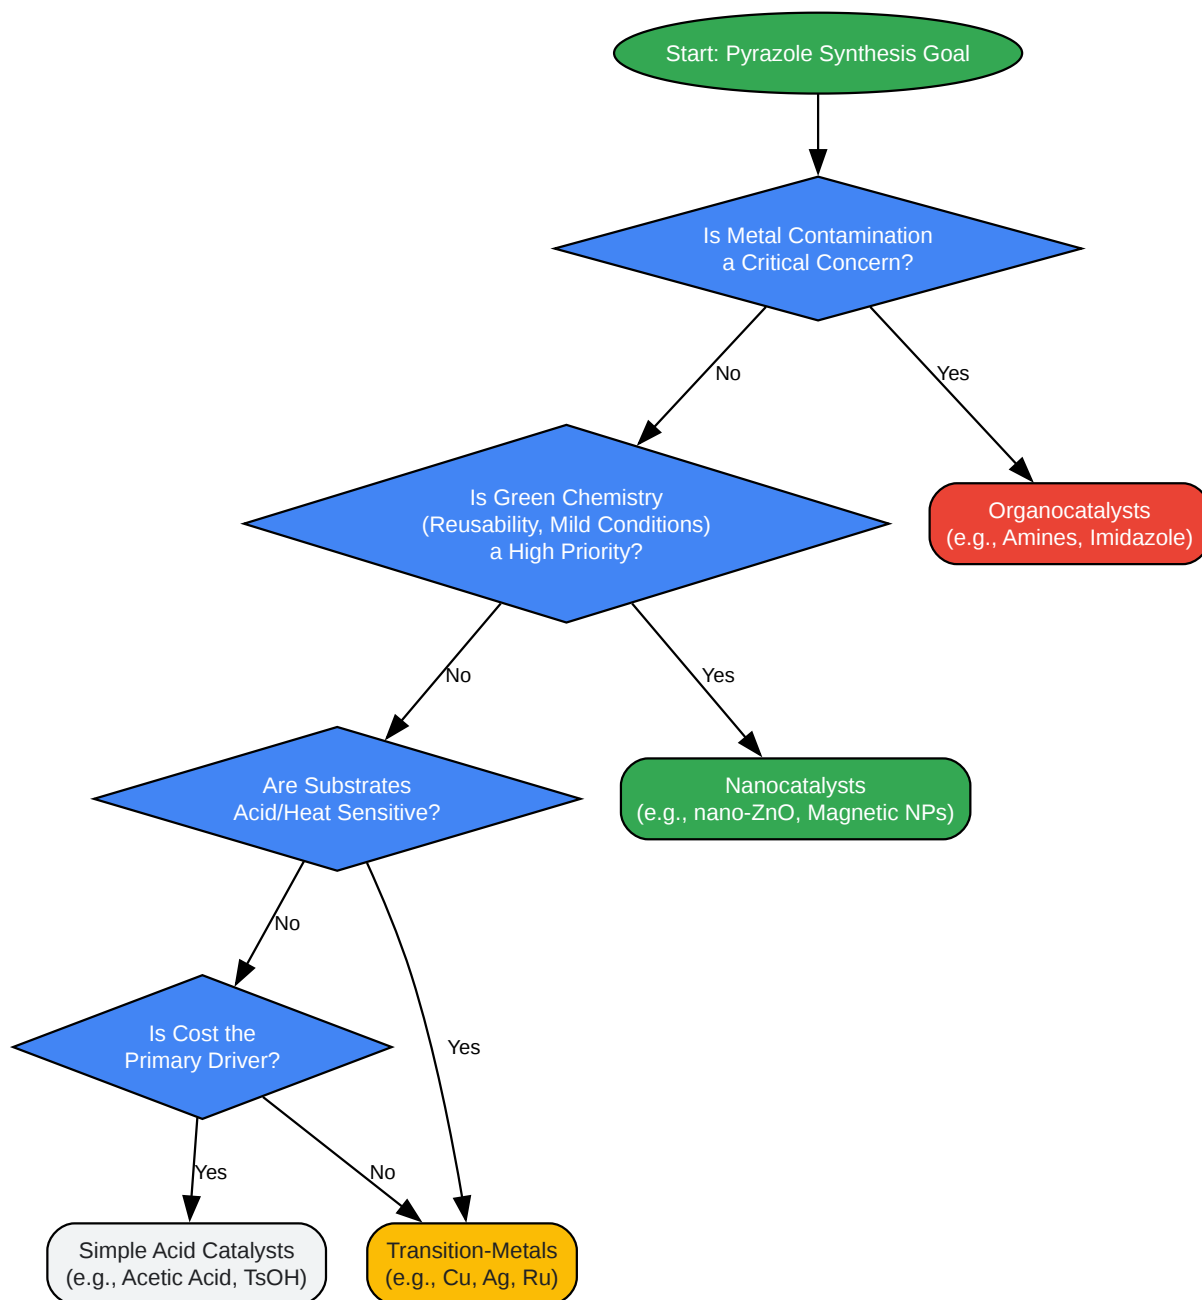 Start: Pyrazole Synthesis Goal
Is Metal Contamination
a Critical Concern?
No
Yes
Is Green Chemistry
(Reusability, Mild Conditions)
a High Priority?
Organocatalysts
(e.g., Amines, Imidazole)
No
Yes
Are Substrates
Acid/Heat Sensitive?
Nanocatalysts
(e.g., nano-ZnO, Magnetic NPs)
No
Yes
Is Cost the
Primary Driver?
Yes
No
Simple Acid Catalysts
(e.g., Acetic Acid, TsOH)
Transition-Metals
(e.g., Cu, Ag, Ru)